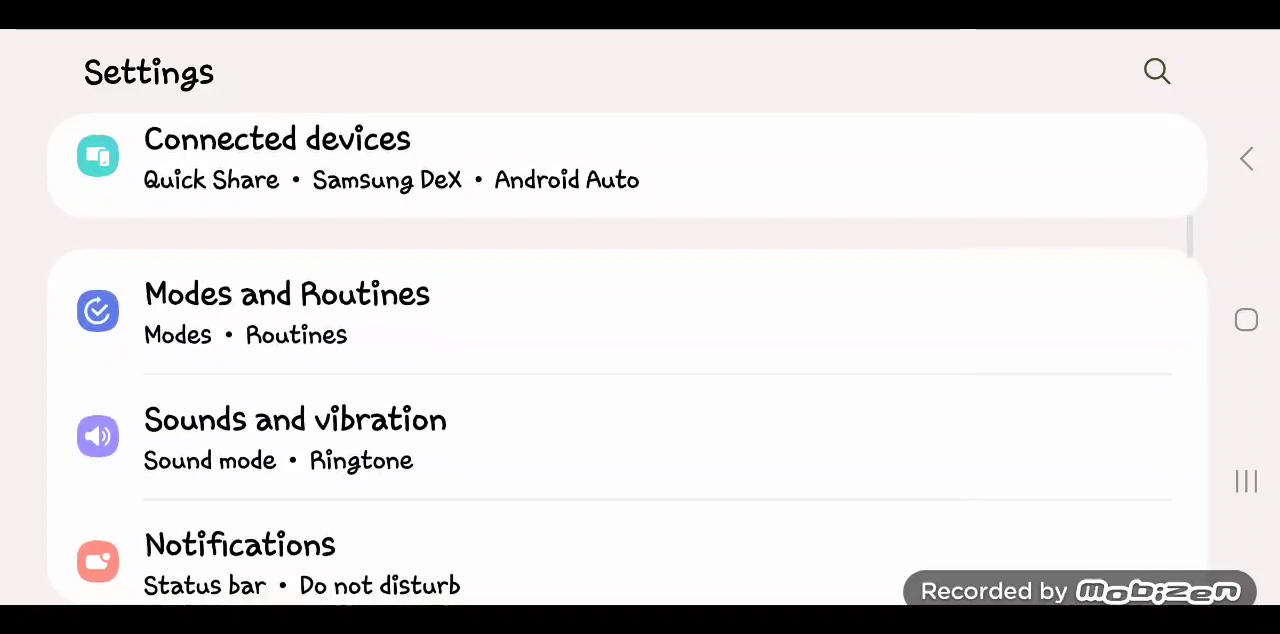 Settings
Connected devices
Quick Share • Samsung DeX • Android Auto
Modes and Routines
Modes • Routines
Sounds and vibration
Sound mode • Ringtone
Notifications
Status bar • Do not disturb
Recorded by mobizen